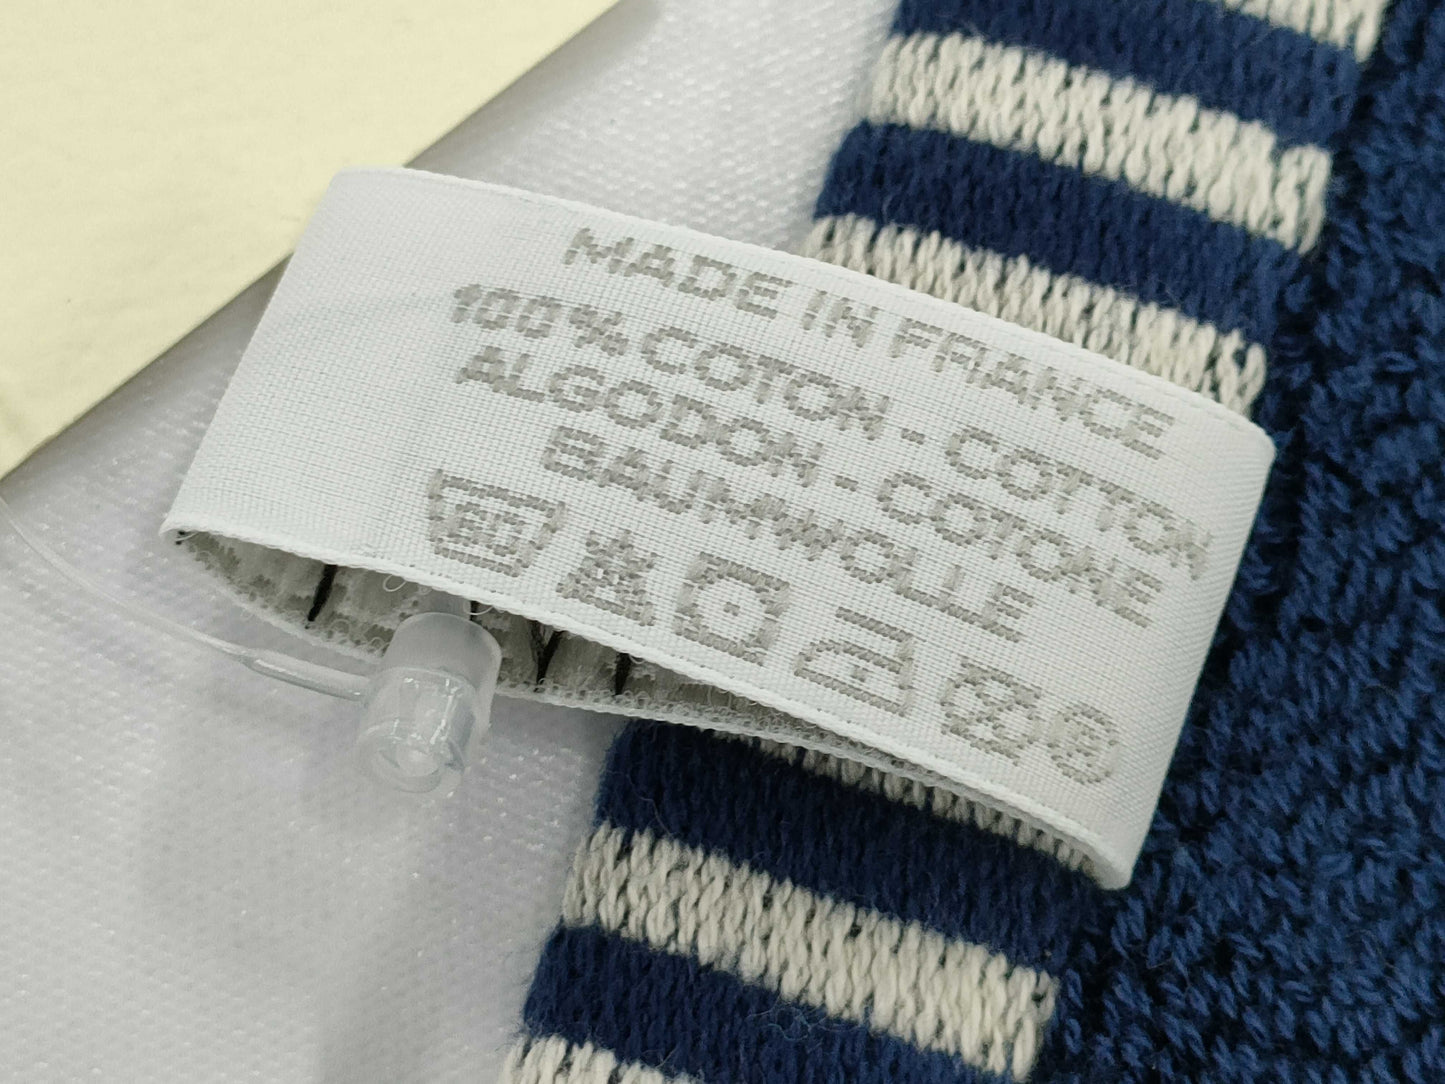 MADE IN FRANCE
100% COTON - COTTON
ALGODON - COTONE
BAUMWOLLE